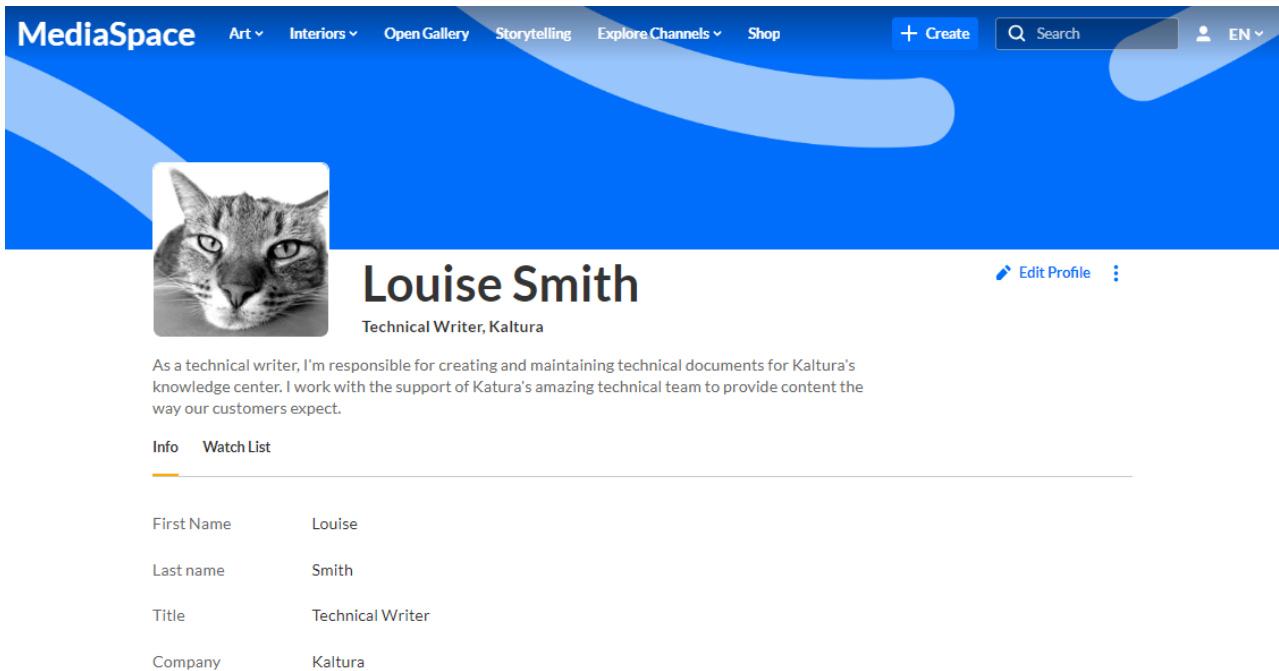 MediaSpace Art Interiors Open Gallery Storytelling Explore Channels Shop + Create Search EN
Louise Smith
Edit Profile
Technical Writer, Kaltura
As a technical writer, I'm responsible for creating and maintaining technical documents for Kaltura's
knowledge center. I work with the support of Katura's amazing technical team to provide content the
way our customers expect.
Info Watch List
First Name Louise
Last name Smith
Title Technical Writer
Company Kaltura